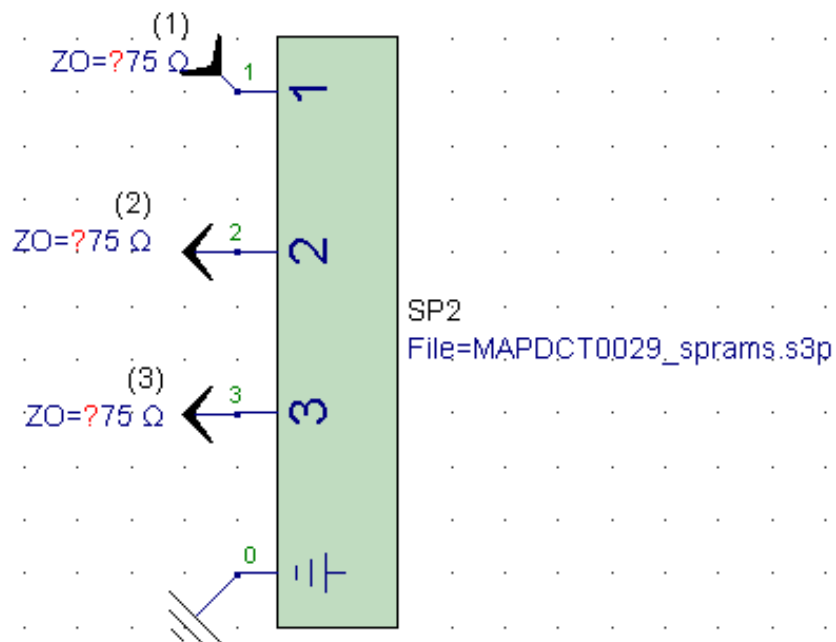 (1)
ZO=?75 Ω
1
1
(2)
ZO=?75 Ω
2
2
SP2
File=MAPDCT0029_sprams.s3p
(3)
ZO=?75 Ω
3
3
0